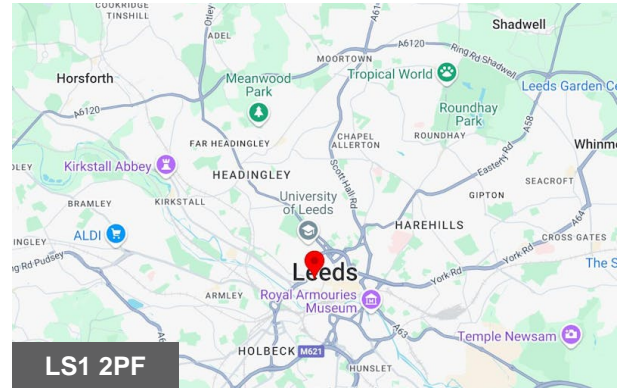 COOKRIDGE
TINSHILL
Otley
ADEL
A61
Shadwell
MOORTOWN
A6120
Ring Rd Shadwell
Horsforth
Meanwood
Park
Tropical World
Leeds Garden Ce
A6120
Roundhay
Park
A58
CHAPEL
ALLERTON
ROUNDHAY
FAR HEADINGLEY
Whinm
Kirkstall Abbey
Scott Hall Rd
Easterly Rd
HEADINGLEY
SEACROFT
University
of Leeds
GIPTON
A64
BRAMLEY
KIRKSTALL
HAREHILLS
ALDI
CROSS GATES
NGLEY
ng Rd Pudsey
York Rd
York Rd
The S
Leeds
ARMLEY
Royal Armouries
Museum
A63
Temple Newsam
HOLBECK
M621
HUNSLET
LS1 2PF